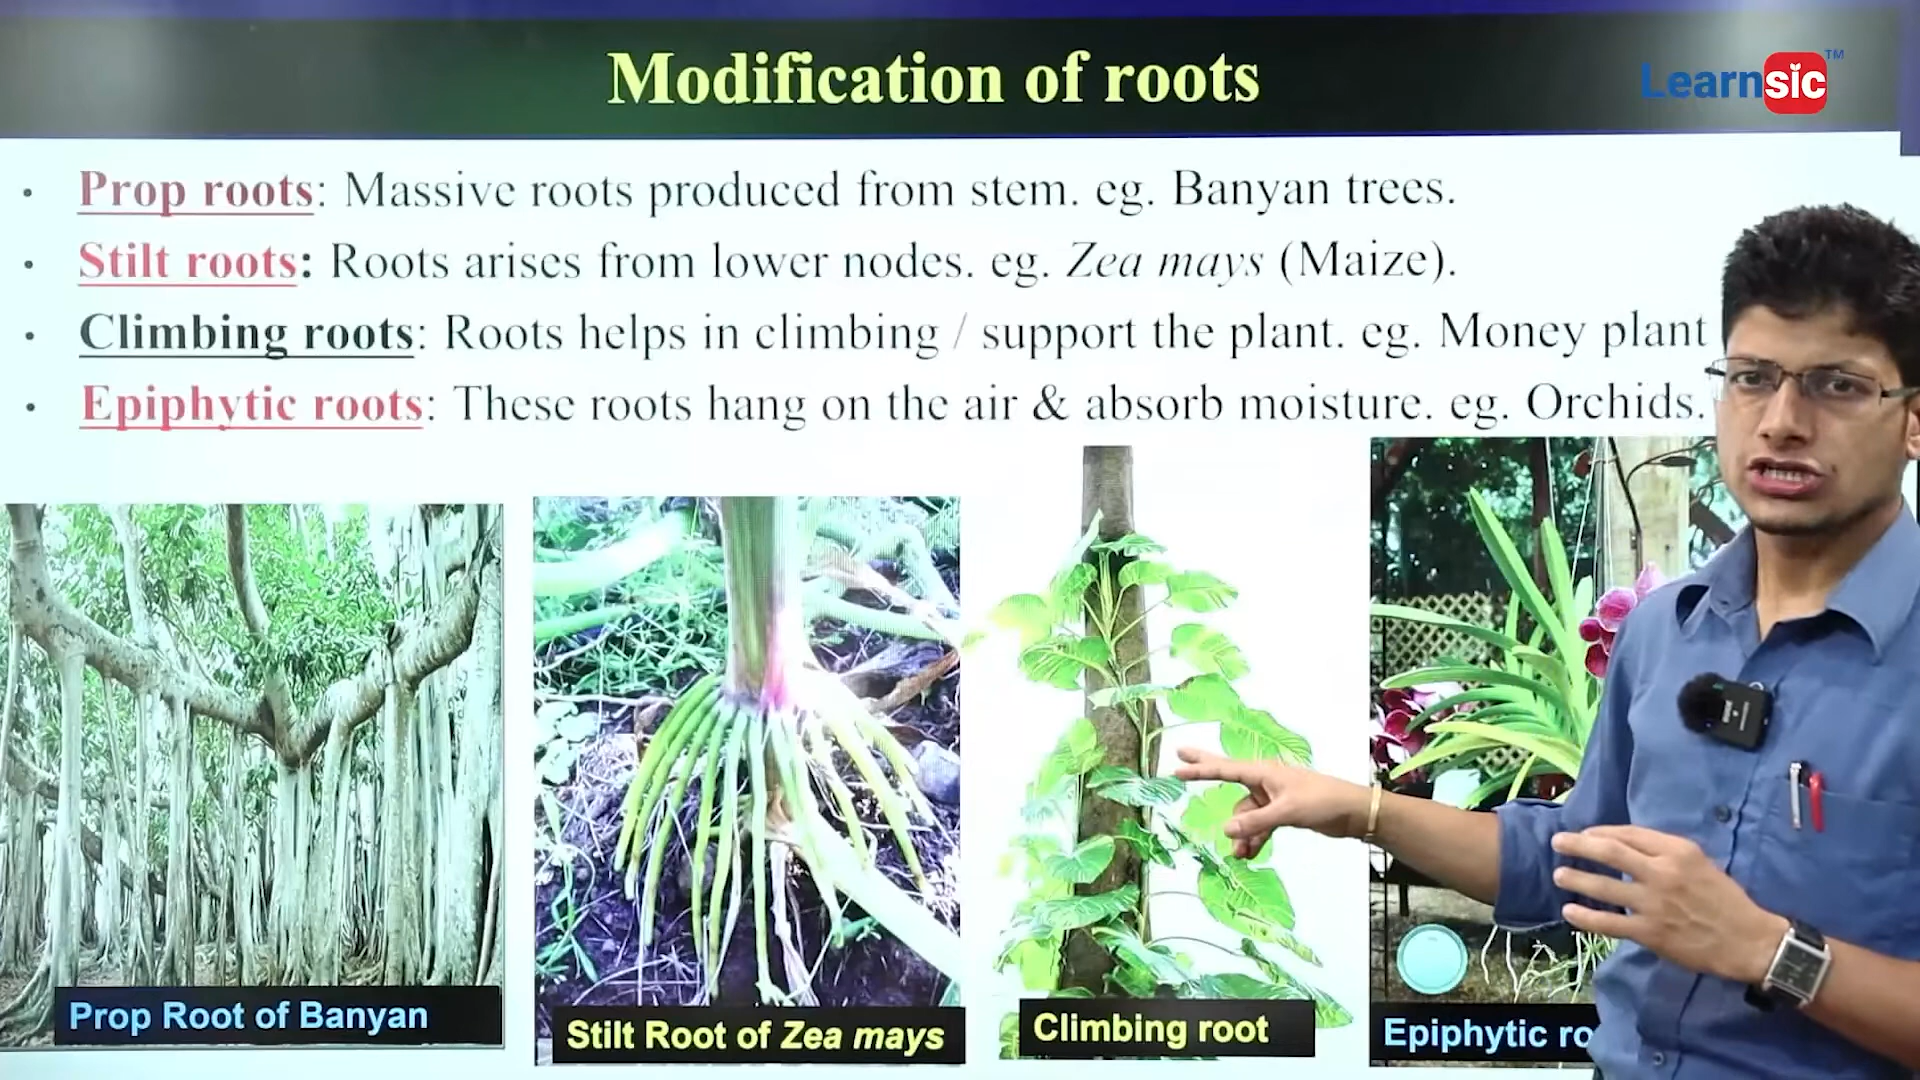 Modification of roots
Learnsic™
• Prop roots: Massive roots produced from stem. eg. Banyan trees.
• Stilt roots: Roots arises from lower nodes. eg. Zea mays (Maize).
• Climbing roots: Roots helps in climbing / support the plant. eg. Money plant
• Epiphytic roots: These roots hang on the air & absorb moisture. eg. Orchids.
Prop Root of Banyan
Stilt Root of Zea mays
Climbing root
Epiphytic ro